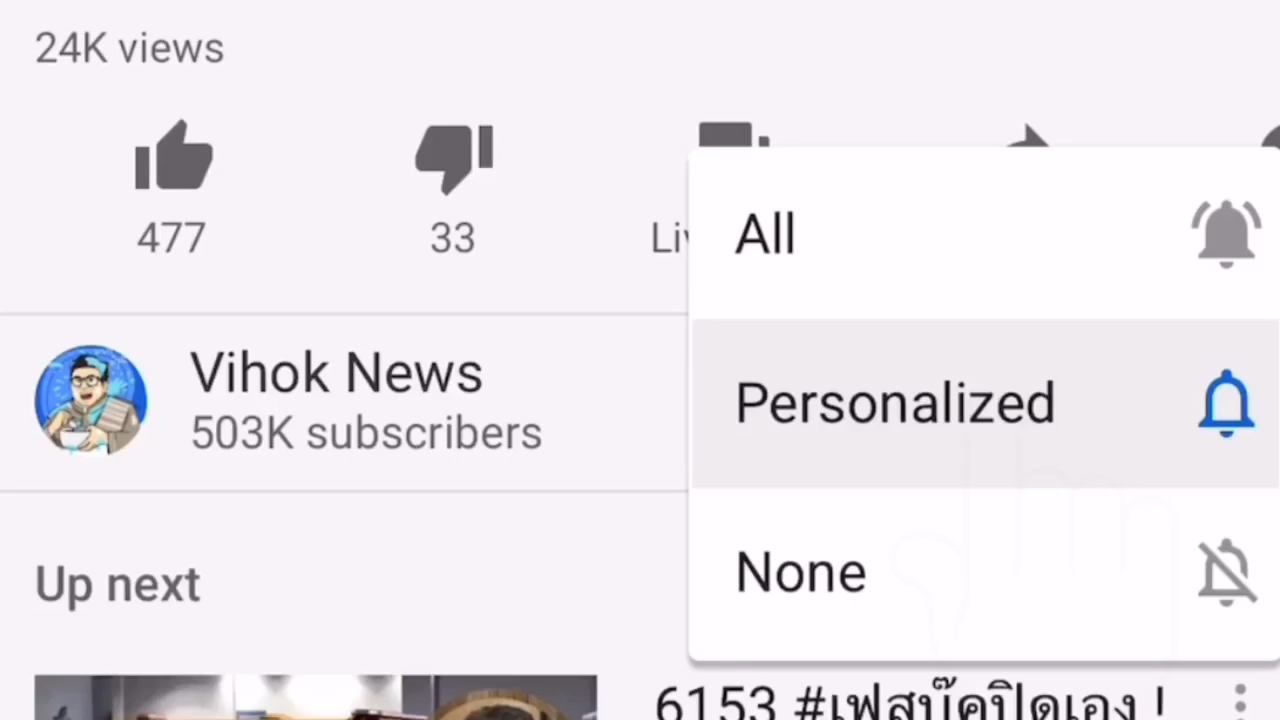 24K views
477
33
Liv
All
Vihok News
503K subscribers
Personalized
None
Up next
6153 #เฟสบุ๊คปิดเอง !